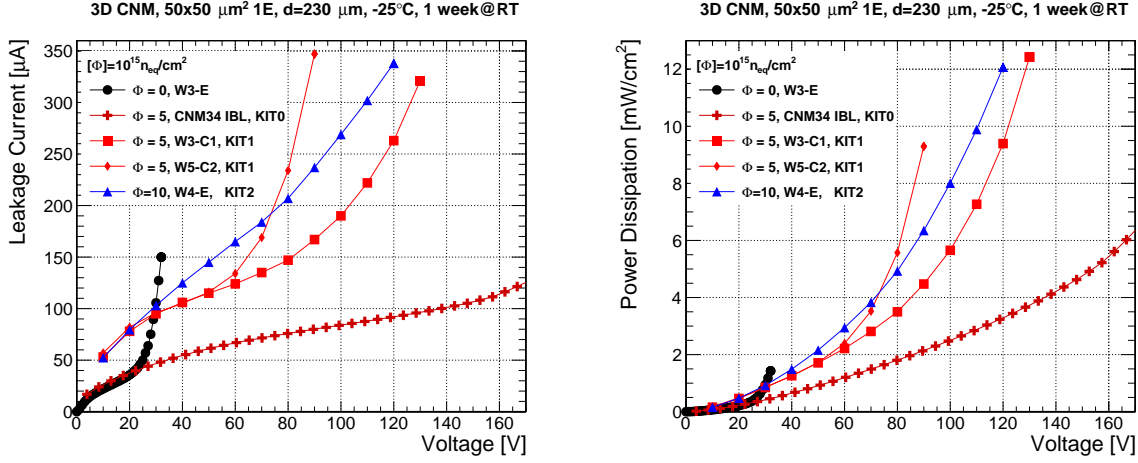 3D CNM, 50x50 μm² 1E, d=230 μm, -25°C, 1 week@RT
Leakage Current [μA]
350
300
250
200
150
100
50
0
[Φ]=10¹⁵n_eq/cm²
Φ = 0, W3-E
Φ = 5, CNM34 IBL, KIT0
Φ = 5, W3-C1, KIT1
Φ = 5, W5-C2, KIT1
Φ=10, W4-E, KIT2
0 20 40 60 80 100 120 140 160
Voltage [V]
3D CNM, 50x50 μm² 1E, d=230 μm, -25°C, 1 week@RT
Power Dissipation [mW/cm²]
12
10
8
6
4
2
0
[Φ]=10¹⁵n_eq/cm²
Φ = 0, W3-E
Φ = 5, CNM34 IBL, KIT0
Φ = 5, W3-C1, KIT1
Φ = 5, W5-C2, KIT1
Φ=10, W4-E, KIT2
0 20 40 60 80 100 120 140 160
Voltage [V]